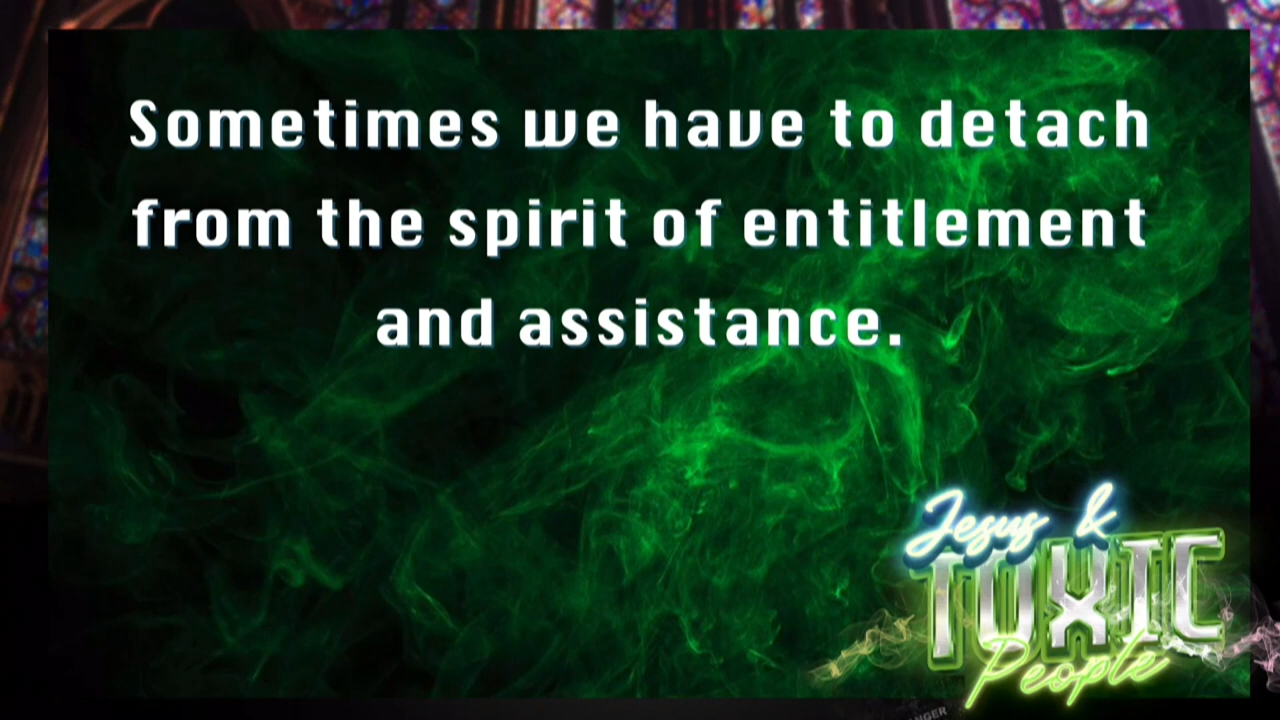 Sometimes we have to detach
from the spirit of entitlement
and assistance.
Jesus &
TOXIC
People